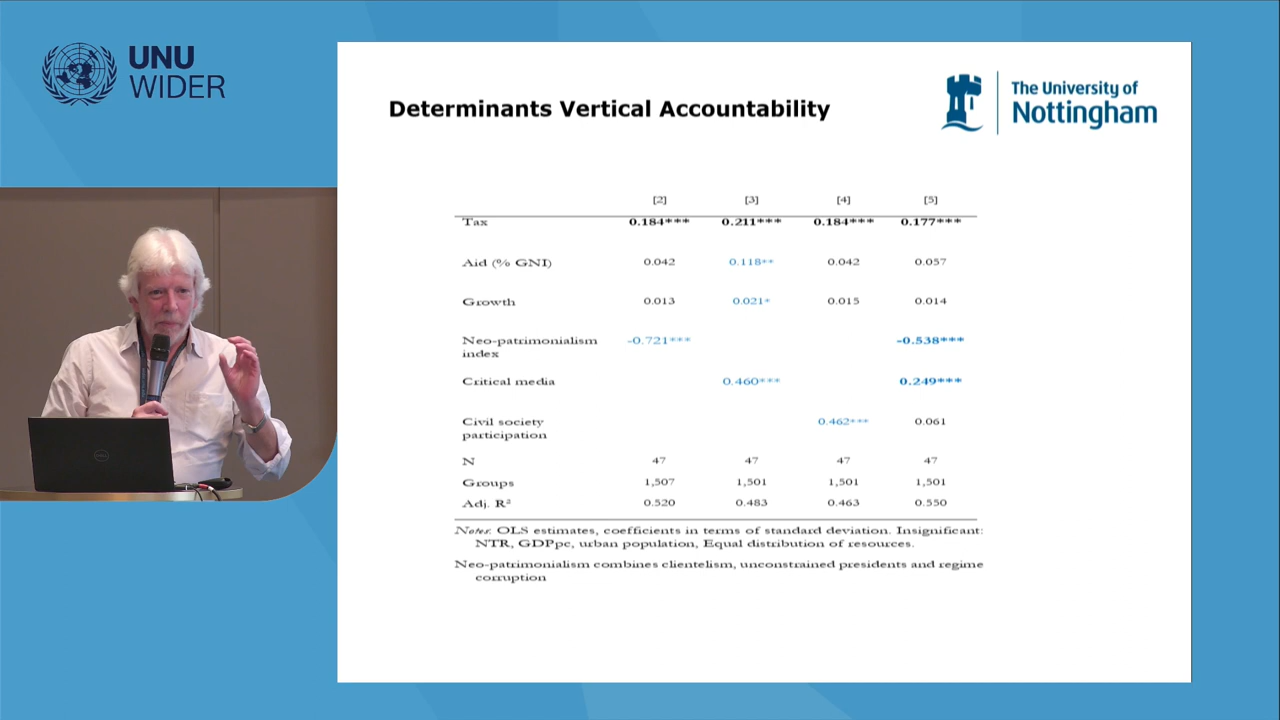 UNU
WIDER
Determinants Vertical Accountability
The University of
Nottingham
[2] [3] [4] [5]
Tax 0.184*** 0.211*** 0.184*** 0.177***
Aid (% GNI) 0.042 0.118** 0.042 0.057
Growth 0.013 0.021* 0.015 0.014
Neo-patrimonialism -0.721*** -0.538***
index
Critical media 0.460*** 0.249***
Civil society 0.462*** 0.061
participation
N 47 47 47 47
Groups 1,507 1,501 1,501 1,501
Adj. R² 0.520 0.483 0.463 0.550
Notes. OLS estimates, coefficients in terms of standard deviation. Insignificant:
NTR, GDPpc, urban population, Equal distribution of resources.
Neo-patrimonialism combines clientelism, unconstrained presidents and regime
corruption
DELL